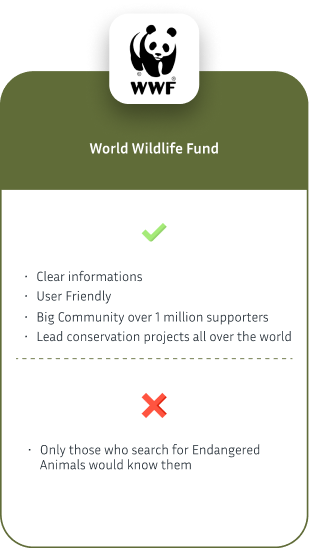 WWF
World Wildlife Fund
· Clear informations
· User Friendly
· Big Community over 1 million supporters
· Lead conservation projects all over the world
· Only those who search for Endangered
Animals would know them